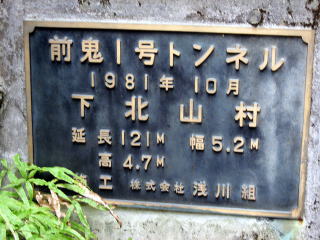 前鬼1号トンネル
1981年 10月
下北山村
延長121M 幅5.2M
高4.7M
施工 株式会社 浅川組